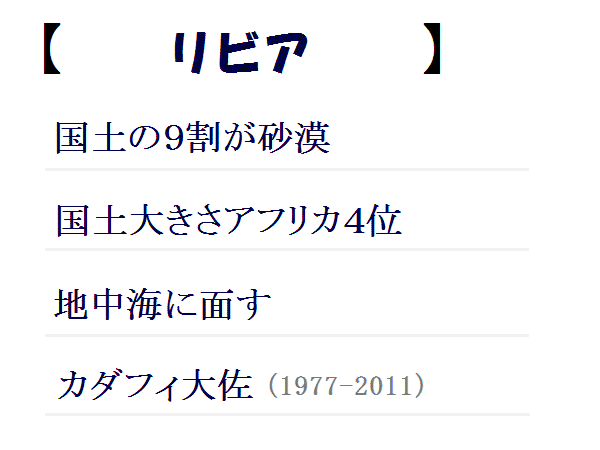 【 リビア 】
国土の9割が砂漠
国土大きさアフリカ4位
地中海に面す
カダフィ大佐 (1977-2011)